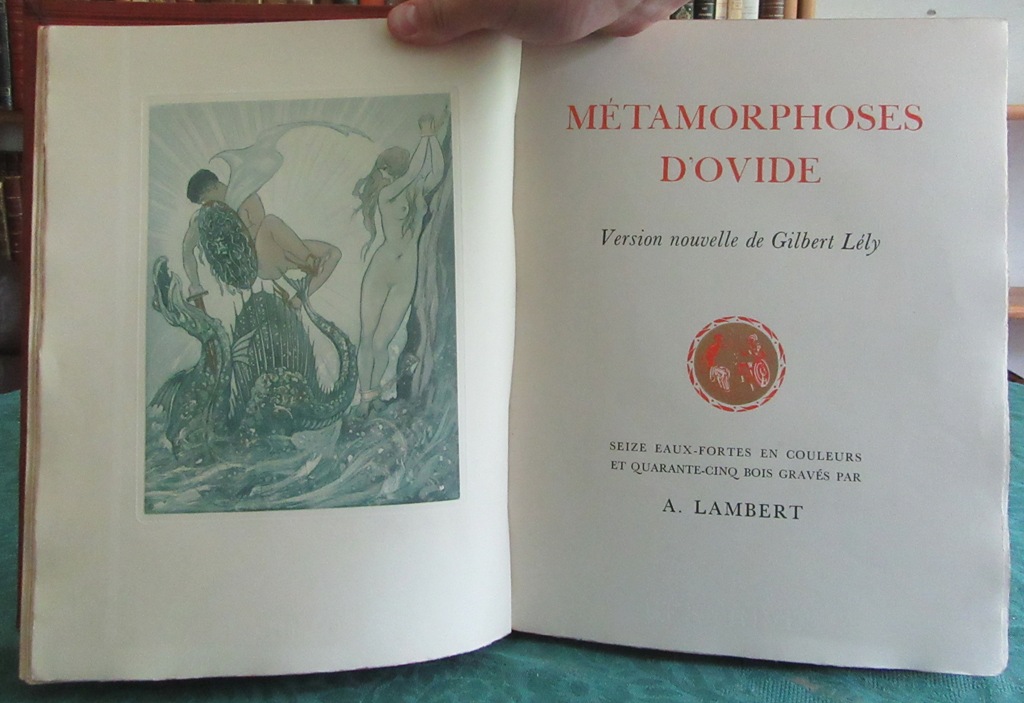 MÉTAMORPHOSES
D'OVIDE
Version nouvelle de Gilbert Lély
SEIZE EAUX-FORTES EN COULEURS
ET QUARANTE-CINQ BOIS GRAVÉS PAR
A. LAMBERT